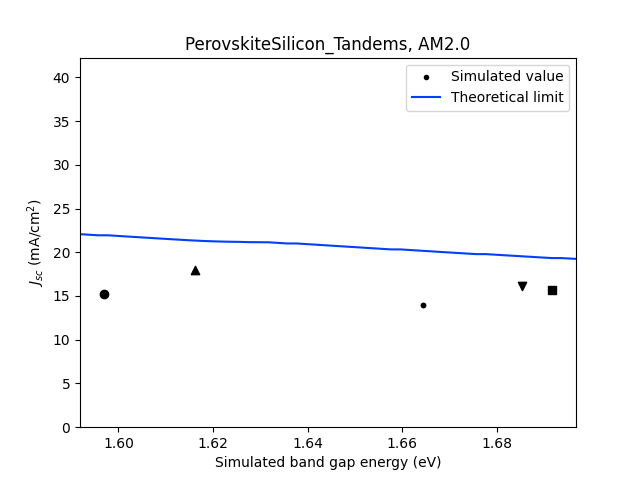 PerovskiteSilicon_Tandems, AM2.0
Simulated value
Theoretical limit
40
35
30
25
20
15
10
5
0
J_sc (mA/cm²)
1.60 1.62 1.64 1.66 1.68
Simulated band gap energy (eV)